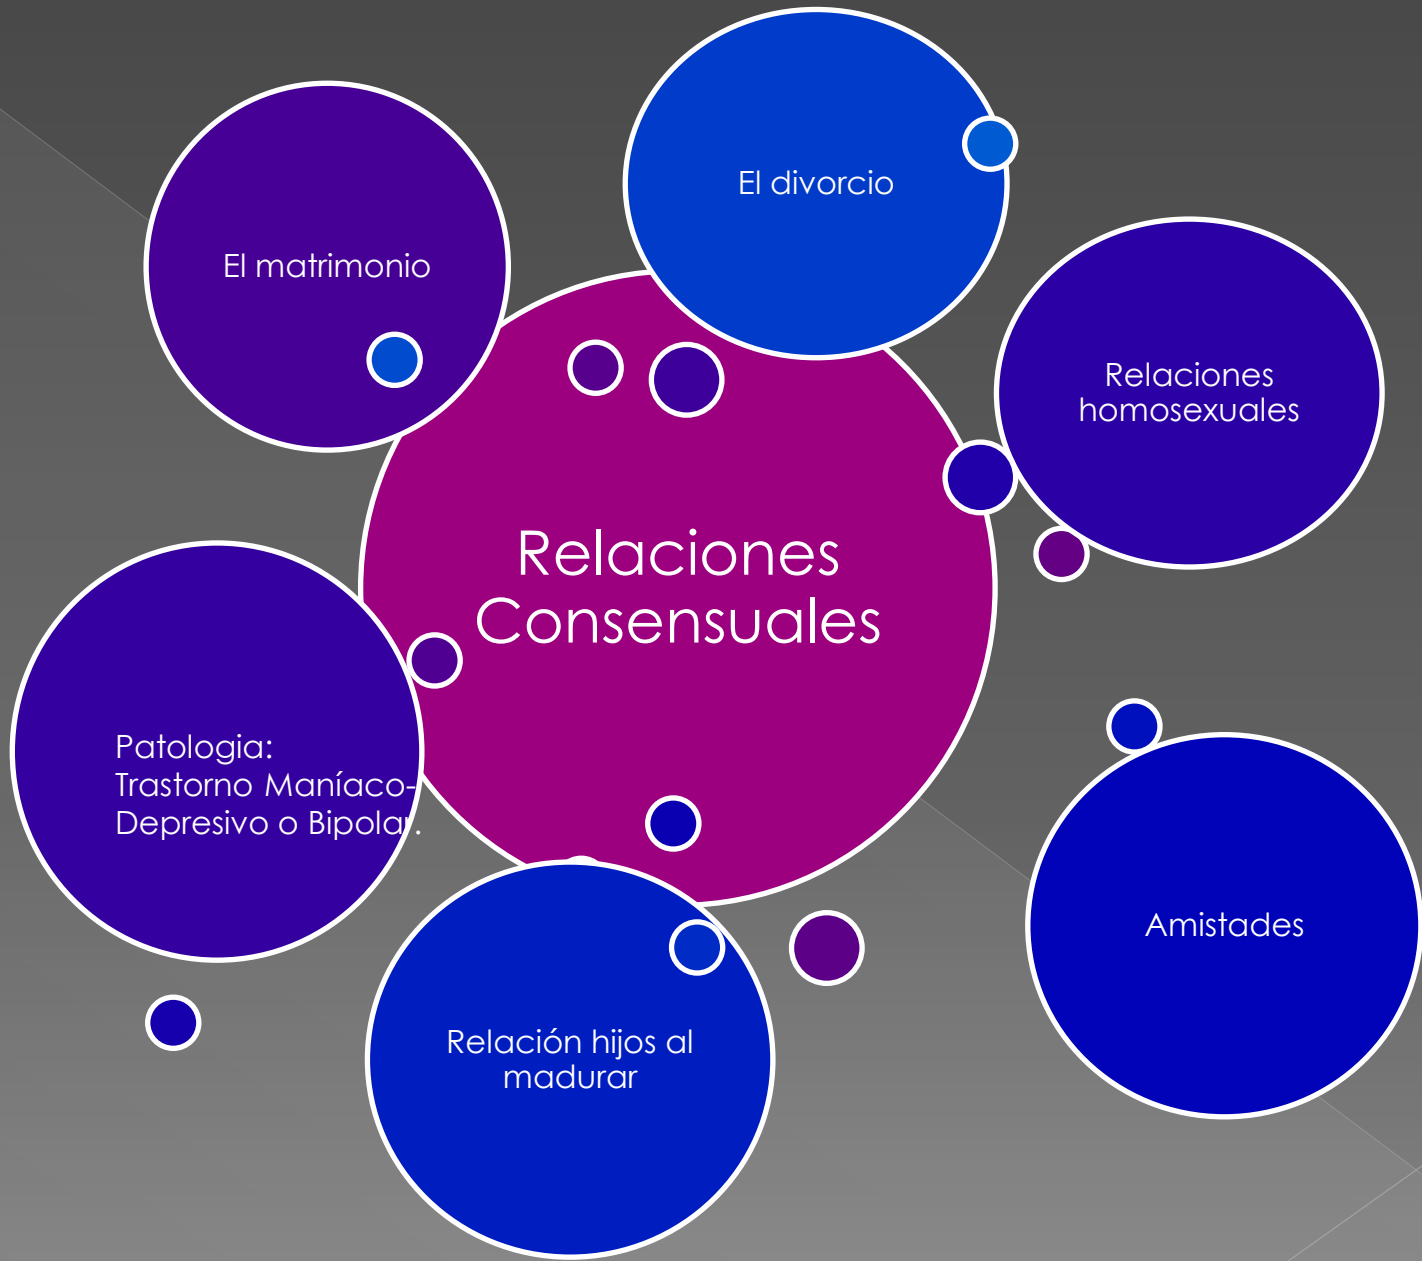 El divorcio
El matrimonio
Relaciones
homosexuales
Relaciones
Consensuales
Patologia:
Trastorno Maníaco-
Depresivo o Bipolar.
Amistades
Relación hijos al
madurar